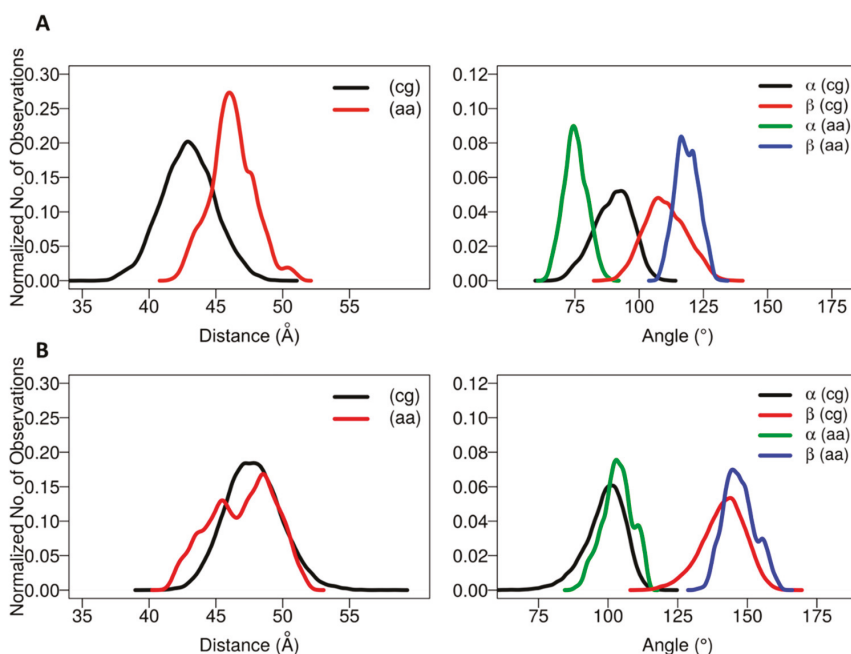 A
Normalized No. of Observations
0.30
0.25
0.20
0.15
0.10
0.05
0.00
(cg)
(aa)
35 40 45 50 55
Distance (Å)
0.12
0.10
0.08
0.06
0.04
0.02
0.00
α (cg)
β (cg)
α (aa)
β (aa)
75 100 125 150 175
Angle (°)
B
Normalized No. of Observations
0.30
0.25
0.20
0.15
0.10
0.05
0.00
(cg)
(aa)
35 40 45 50 55
Distance (Å)
0.12
0.10
0.08
0.06
0.04
0.02
0.00
α (cg)
β (cg)
α (aa)
β (aa)
75 100 125 150 175
Angle (°)